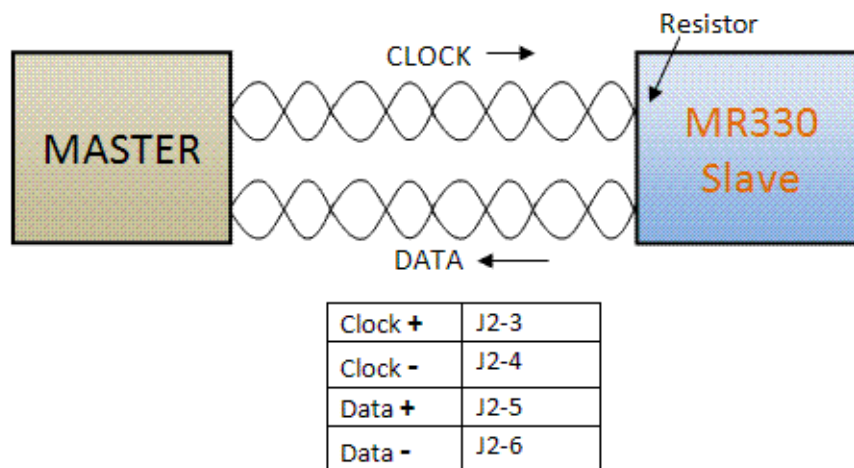 Resistor
CLOCK
MASTER
MR330
Slave
DATA
Clock + J2-3
Clock - J2-4
Data + J2-5
Data - J2-6